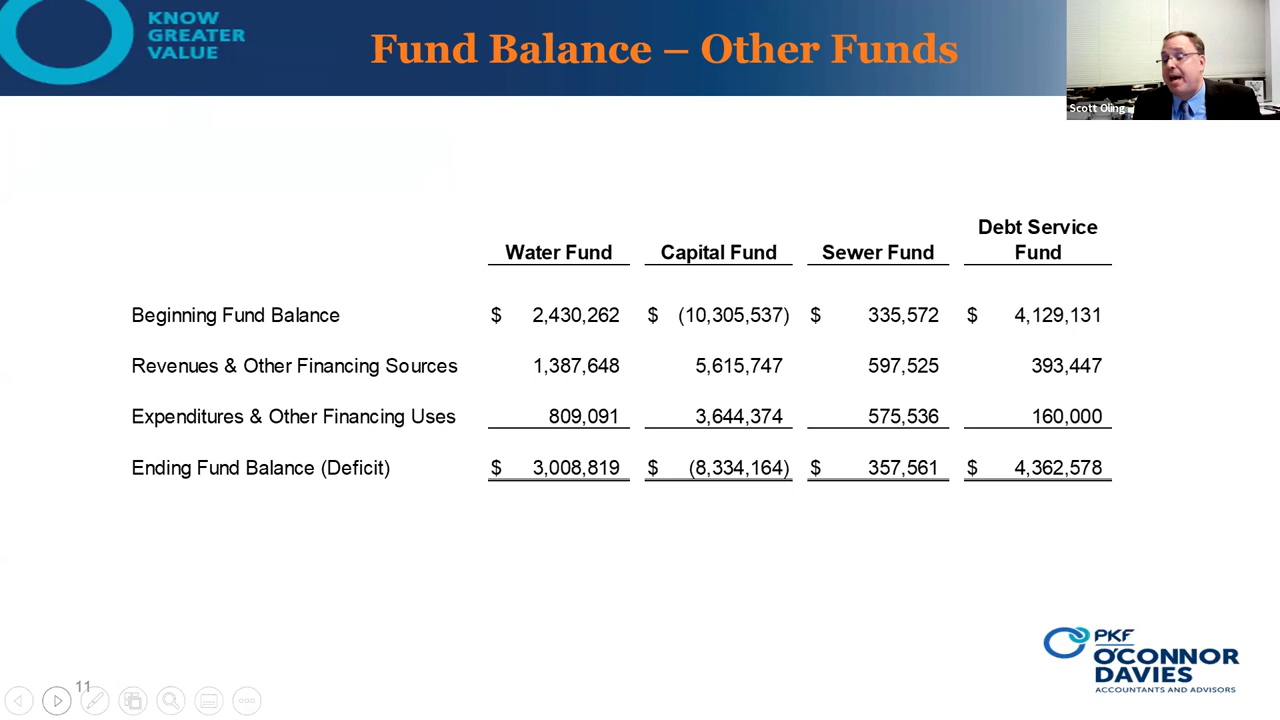 KNOW
GREATER
VALUE
Fund Balance – Other Funds
Scott Oling
Debt Service
Water Fund Capital Fund Sewer Fund Fund
Beginning Fund Balance $ 2,430,262 $ (10,305,537) $ 335,572 $ 4,129,131
Revenues & Other Financing Sources 1,387,648 5,615,747 597,525 393,447
Expenditures & Other Financing Uses 809,091 3,644,374 575,536 160,000
Ending Fund Balance (Deficit) $ 3,008,819 $ (8,334,164) $ 357,561 $ 4,362,578
PKF
O'CONNOR
DAVIES
ACCOUNTANTS AND ADVISORS
11